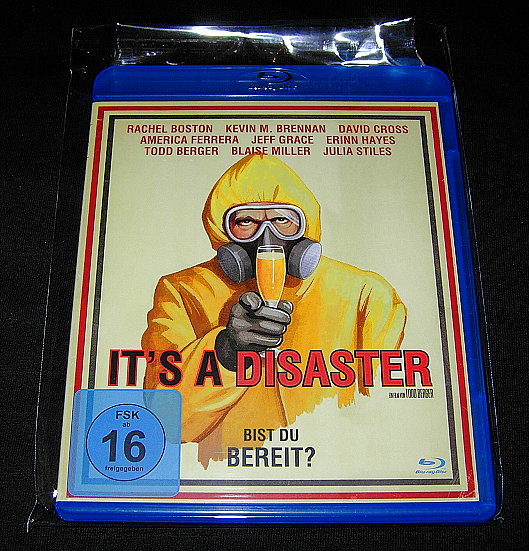 RACHEL BOSTON KEVIN M. BRENNAN DAVID CROSS
AMERICA FERRERA JEFF GRACE ERINN HAYES
TODD BERGER BLAISE MILLER JULIA STILES
IT'S A DISASTER
EIN FILM VON TODD BERGER
FSK
ab
16
freigegeben
BIST DU
BEREIT?
Blu-ray Disc